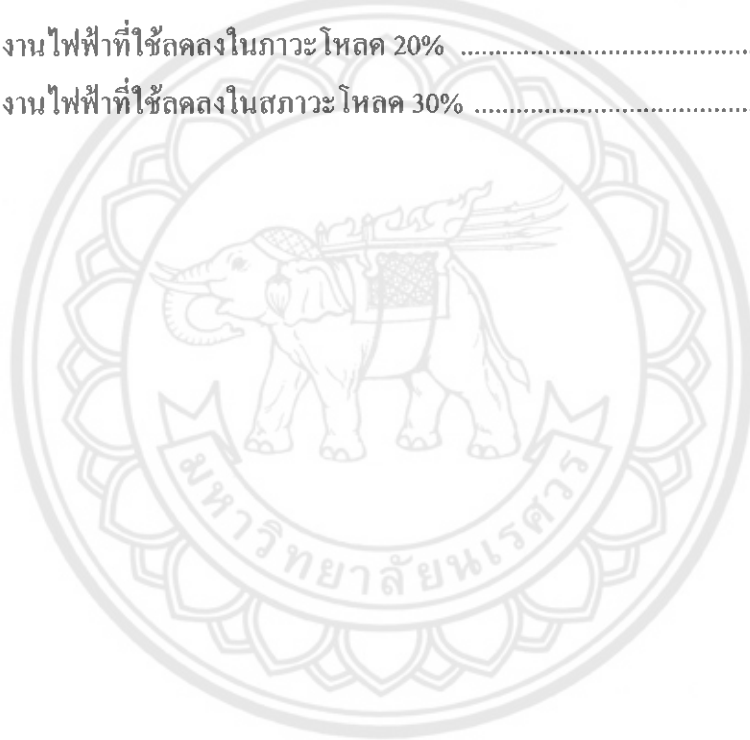 งานไฟฟ้าที่ใช้ลดลงในภาวะโหลด 20% ............................................
งานไฟฟ้าที่ใช้ลดลงในสภาวะโหลด 30% ..........................................
มหาวิทยาลัยนเรศวร